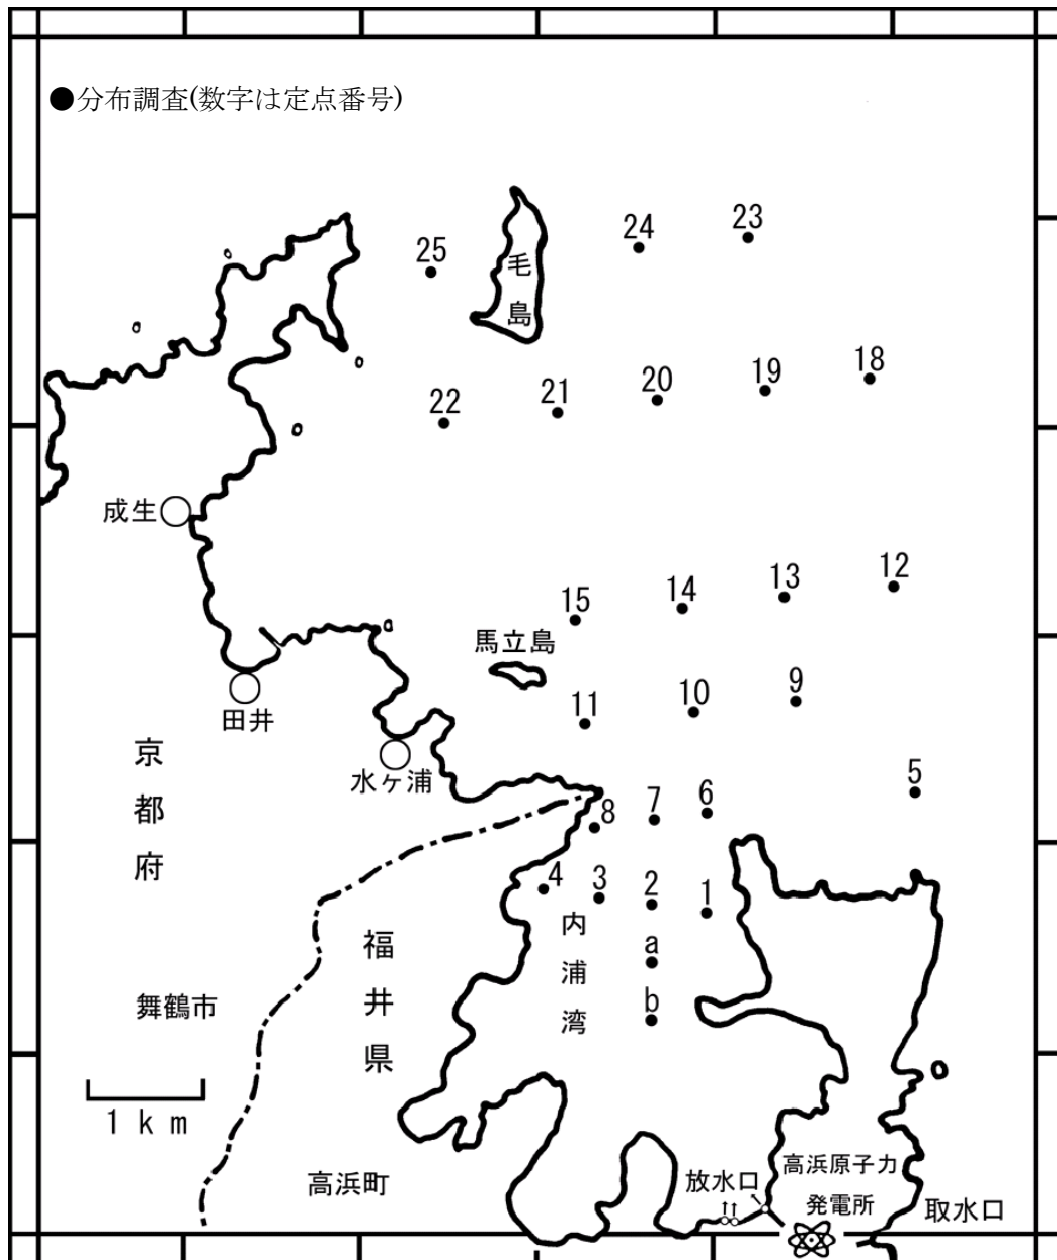 ●分布調査(数字は定点番号)
23
24
25
毛
島
18
19
20
21
22
成生
12
13
14
15
馬立島
9
10
11
田井
水ヶ浦
京
都
府
5
6
7
8
4
3
2
1
内
浦
湾
a
b
福
井
県
舞鶴市
1km
高浜町
放水口
高浜原子力
発電所
取水口